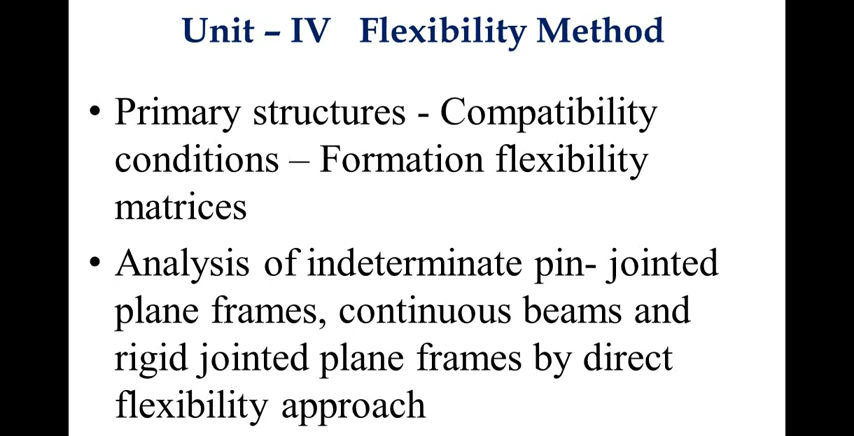 Unit – IV Flexibility Method
• Primary structures - Compatibility
conditions – Formation flexibility
matrices
• Analysis of indeterminate pin- jointed
plane frames, continuous beams and
rigid jointed plane frames by direct
flexibility approach